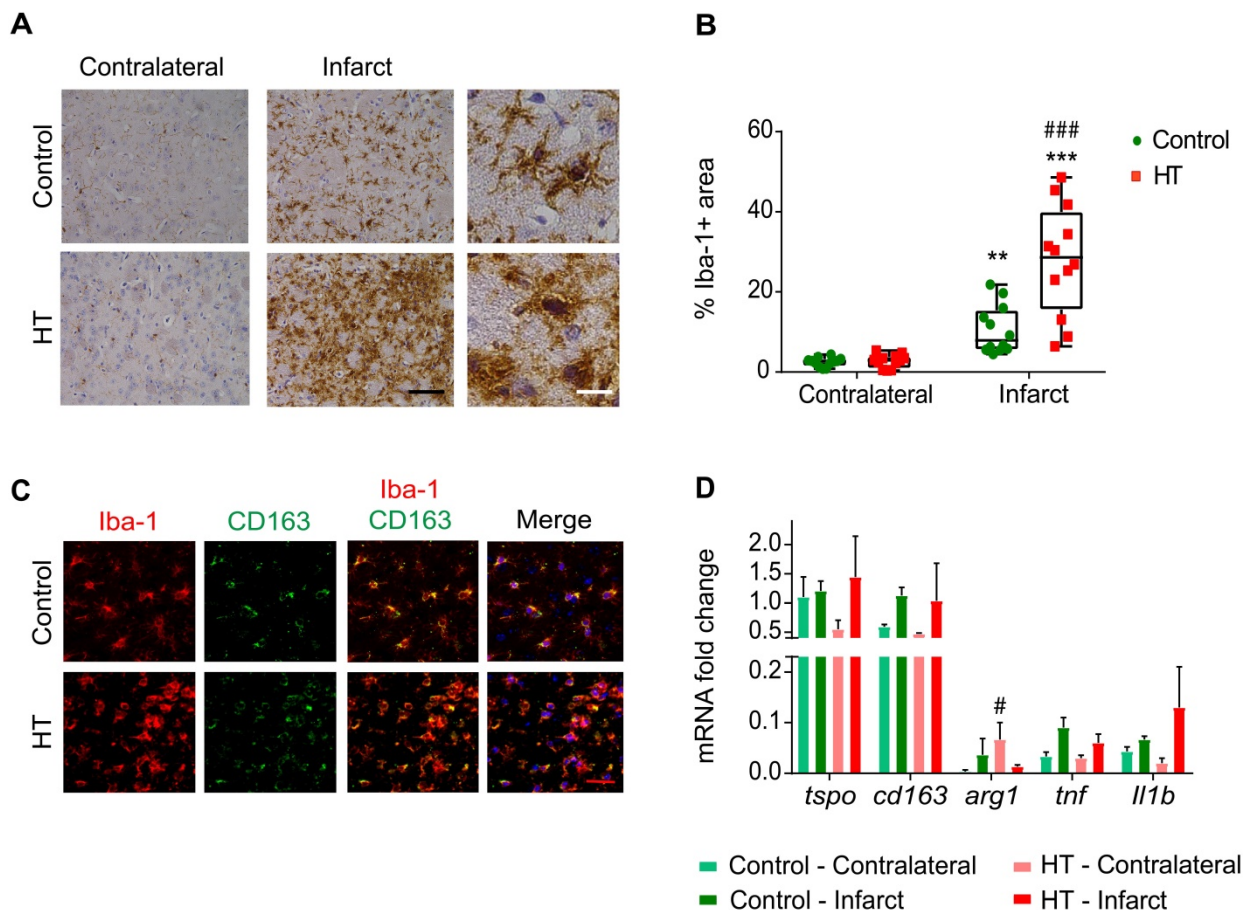 A
Contralateral Infarct
Control
HT
B
% Iba-1+ area
60
40
20
0
**
###
***
Contralateral Infarct
Control
HT
C
Iba-1 CD163 Iba-1 CD163 Merge
Control
HT
D
mRNA fold change
2.0
1.5
1.0
0.5
0.2
0.1
0.0
#
tspo cd163 arg1 tnf Il1b
Control - Contralateral HT - Contralateral
Control - Infarct HT - Infarct